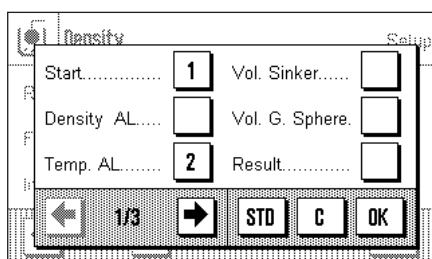 Density
Setup
Start.............. 1 Vol. Sinker......
Density AL..... Vol. G. Sphere.
Temp. AL........ 2 Result.............
1/3 STD C OK